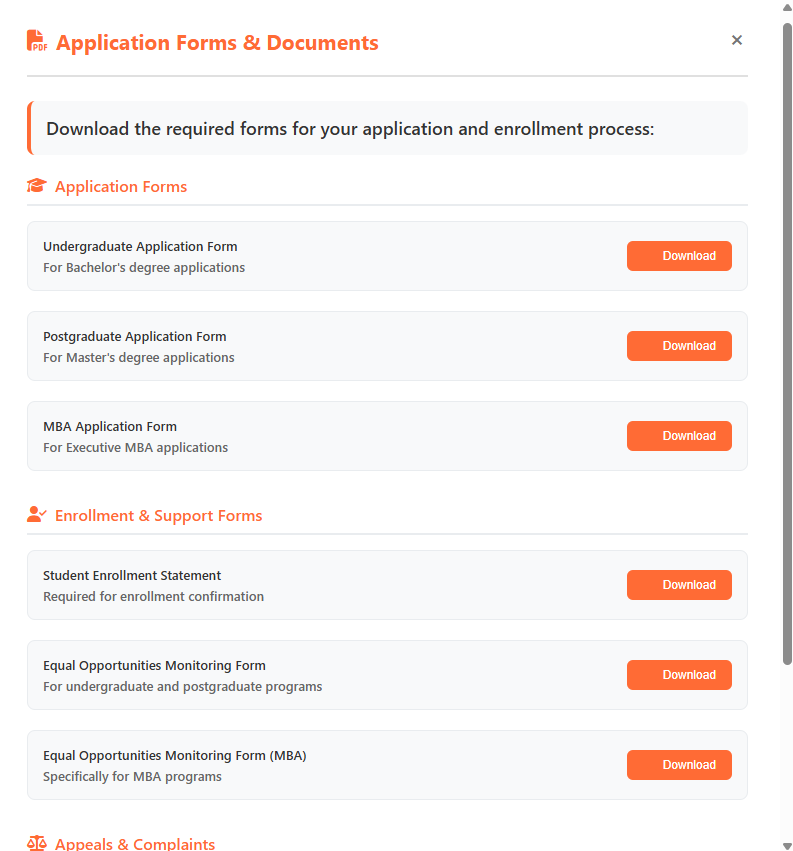 PDF
Application Forms & Documents
×
Download the required forms for your application and enrollment process:
Application Forms
Undergraduate Application Form
For Bachelor's degree applications
Download
Postgraduate Application Form
For Master's degree applications
Download
MBA Application Form
For Executive MBA applications
Download
Enrollment & Support Forms
Student Enrollment Statement
Required for enrollment confirmation
Download
Equal Opportunities Monitoring Form
For undergraduate and postgraduate programs
Download
Equal Opportunities Monitoring Form (MBA)
Specifically for MBA programs
Download
Appeals & Complaints